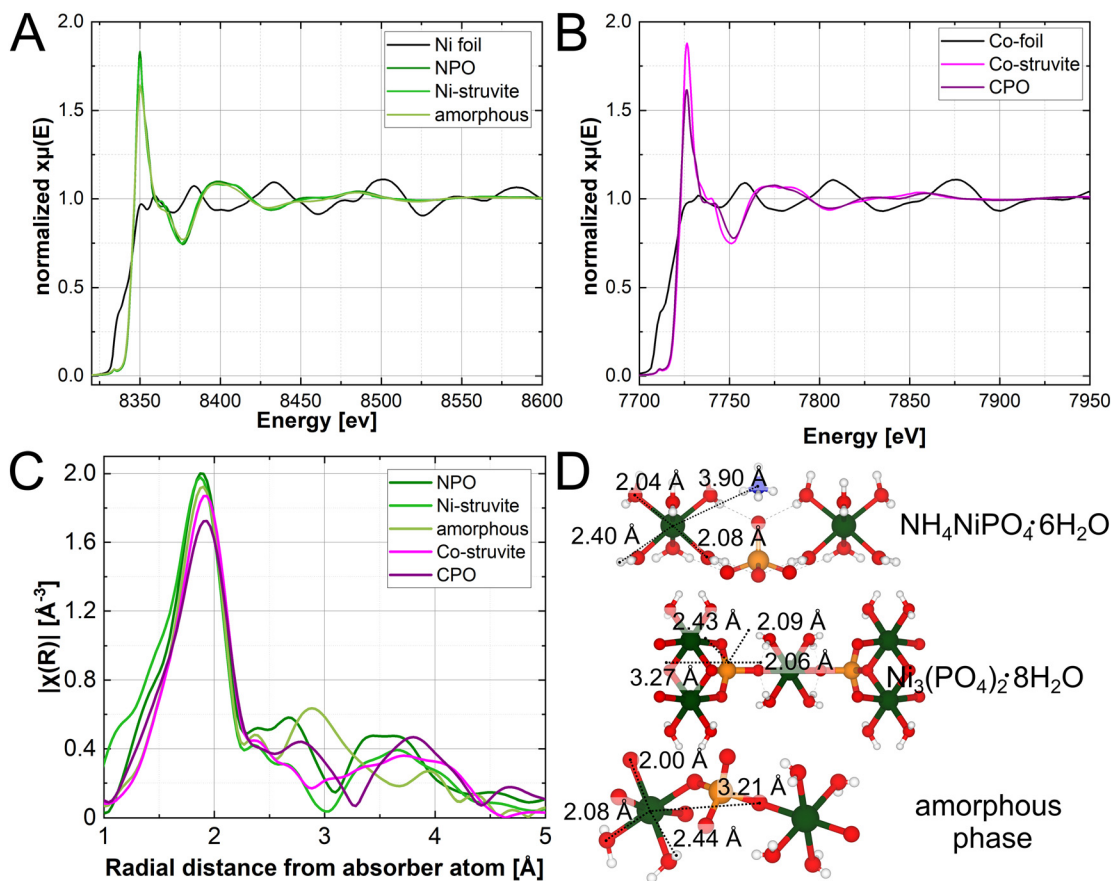 A
normalized xμ(E)
2.0
1.5
1.0
0.5
0.0
8350 8400 8450 8500 8550 8600
Energy [ev]
Ni foil
NPO
Ni-struvite
amorphous
B
normalized xμ(E)
2.0
1.5
1.0
0.5
0.0
7700 7750 7800 7850 7900 7950
Energy [eV]
Co-foil
Co-struvite
CPO
C
|χ(R)| [Å⁻³]
2.0
1.6
1.2
0.8
0.4
0
1 2 3 4 5
Radial distance from absorber atom [Å]
NPO
Ni-struvite
amorphous
Co-struvite
CPO
D
2.04 Å 3.90 Å
2.40 Å 2.08 Å
NH₄NiPO₄·6H₂O
2.43 Å 2.09 Å
3.27 Å 2.06 Å
Ni₃(PO₄)₂·8H₂O
2.00 Å
3.21 Å
2.08 Å
2.44 Å
amorphous
phase